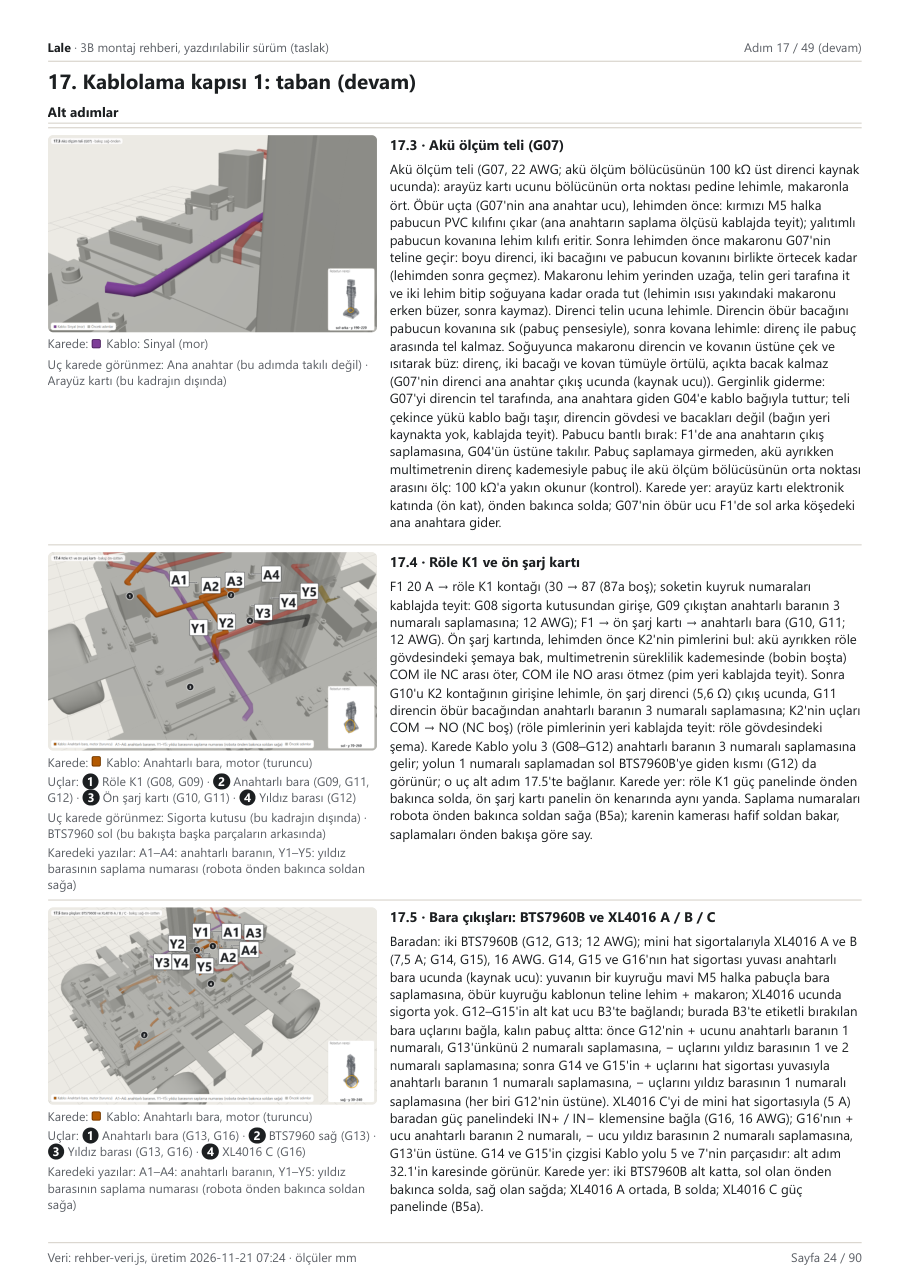 Lale · 3B montaj rehberi, yazdırılabilir sürüm (taslak)
Adım 17 / 49 (devam)
17. Kablolama kapısı 1: taban (devam)
Alt adımlar
Karede: Kablo: Sinyal (mor)
Uç karede görünmez: Ana anahtar (bu adımda takılı değil) ·
Arayüz kartı (bu kadrajın dışında)
17.3 · Akü ölçüm teli (G07)
Akü ölçüm teli (G07, 22 AWG; akü ölçüm bölücüsünün 100 kΩ üst direnci kaynak
ucunda): arayüz kartı ucunu bölücünün orta noktası pedine lehimle, makaronla
ört. Öbür uçta (G07'nin ana anahtar ucu), lehimden önce: kırmızı M5 halka
pabucun PVC kılıfını çıkar (ana anahtarın saplama ölçüsü kablajda teyit); yalıtımlı
pabucun kovanına lehim kılıfı eritir. Sonra lehimden önce makaronu G07'nin
teline geçir: boyu direnci, iki bacağını ve pabucun kovanını birlikte örtecek kadar
(lehimden sonra geçmez). Makaronu lehim yerinden uzağa, telin geri tarafına it
ve iki lehim bitip soğuyana kadar orada tut (lehimin ısısı yakındaki makaronu
erken büzer, sonra kaymaz). Direnci telin ucuna lehimle. Direncin öbür bacağını
pabucun kovanına sık (pabuç pensesiyle), sonra kovana lehimle: direnç ile pabuç
arasında tel kalmaz. Soğuyunca makaronu direncin ve kovanın üstüne çek ve
ısıtarak büz: direnç, iki bacağı ve kovan tümüyle örtülü, açıkta bacak kalmaz
(G07'nin direnci ana anahtar çıkış ucunda (kaynak ucu)). Gerginlik giderme:
G07'yi direncin tel tarafında, ana anahtara giden G04'e kablo bağıyla tuttur; teli
çekince yükü kablo bağı taşır, direncin gövdesi ve bacakları değil (bağın yeri
kaynakta yok, kablajda teyit). Pabucu bantlı bırak: F1'de ana anahtarın çıkış
saplamasına, G04'ün üstüne takılır. Pabuç saplamaya girmeden, akü ayrıkken
multimetrenin direnç kademesiyle pabuç ile akü ölçüm bölücüsünün orta noktası
arasını ölç: 100 kΩ'a yakın okunur (kontrol). Karede yer: arayüz kartı elektronik
katında (ön kat), önden bakınca solda; G07'nin öbür ucu F1'de sol arka köşedeki
ana anahtara gider.
A1 A2 A3 A4
Y1 Y2 Y3 Y4 Y5
Karede: Kablo: Anahtarlı bara, motor (turuncu)
Uçlar: 1 Röle K1 (G08, G09) · 2 Anahtarlı bara (G09, G11,
G12) · 3 Ön şarj kartı (G10, G11) · 4 Yıldız barası (G12)
Uç karede görünmez: Sigorta kutusu (bu kadrajın dışında) ·
BTS7960 sol (bu bakışta başka parçaların arkasında)
Karedeki yazılar: A1–A4: anahtarlı baranın, Y1–Y5: yıldız
barasının saplama numarası (robota önden bakınca soldan
sağa)
17.4 · Röle K1 ve ön şarj kartı
F1 20 A → röle K1 kontağı (30 → 87 (87a boş); soketin kuyruk numaraları
kablajda teyit: G08 sigorta kutusundan girişe, G09 çıkıştan anahtarlı baranın 3
numaralı saplamasına; 12 AWG); F1 → ön şarj kartı → anahtarlı bara (G10, G11;
12 AWG). Ön şarj kartında, lehimden önce K2'nin pimlerini bul: akü ayrıkken röle
gövdesindeki şemaya bak, multimetrenin süreklilik kademesinde (bobin boşta)
COM ile NC arası öter, COM ile NO arası ötmez (pim yeri kablajda teyit). Sonra
G10'u K2 kontağının girişine lehimle, ön şarj direnci (5,6 Ω) çıkış ucunda, G11
direncin öbür bacağından anahtarlı baranın 3 numaralı saplamasına; K2'nin uçları
COM → NO (NC boş) (röle pimlerinin yeri kablajda teyit: röle gövdesindeki
şema). Karede Kablo yolu 3 (G08–G12) anahtarlı baranın 3 numaralı saplamasına
gelir; yolun 1 numaralı saplamadan sol BTS7960B'ye giden kısmı (G12) da
görünür; o uç alt adım 17.5'te bağlanır. Karede yer: röle K1 güç panelinde önden
bakınca solda, ön şarj kartı panelin ön kenarında aynı yanda. Saplama numaraları
robota önden bakınca soldan sağa (B5a); karenin kamerası hafif soldan bakar,
saplamaları önden bakışa göre say.
Y1 A1 A3
Y2 A4
Y3 Y4 Y5 A2
Karede: Kablo: Anahtarlı bara, motor (turuncu)
Uçlar: 1 Anahtarlı bara (G13, G16) · 2 BTS7960 sağ (G13) ·
3 Yıldız barası (G13, G16) · 4 XL4016 C (G16)
Karedeki yazılar: A1–A4: anahtarlı baranın, Y1–Y5: yıldız
barasının saplama numarası (robota önden bakınca soldan
sağa)
17.5 · Bara çıkışları: BTS7960B ve XL4016 A / B / C
Baradan: iki BTS7960B (G12, G13; 12 AWG); mini hat sigortalarıyla XL4016 A ve B
(7,5 A; G14, G15), 16 AWG. G14, G15 ve G16'nın hat sigortası yuvası anahtarlı
bara ucunda (kaynak ucu): yuvanın bir kuyruğu mavi M5 halka pabuçla bara
saplamasına, öbür kuyruğu kablonun teline lehim + makaron; XL4016 ucunda
sigorta yok. G12–G15'in alt kat ucu B3'te bağlandı; burada B3'te etiketli bırakılan
bara uçlarını bağla, kalın pabuç altta: önce G12'nin + ucunu anahtarlı baranın 1
numaralı, G13'ünkünü 2 numaralı saplamasına, − uçlarını yıldız barasının 1 ve 2
numaralı saplamasına; sonra G14 ve G15'in + uçlarını hat sigortası yuvasıyla
anahtarlı baranın 1 numaralı saplamasına, − uçlarını yıldız barasının 1 numaralı
saplamasına (her biri G12'nin üstüne). XL4016 C'yi de mini hat sigortasıyla (5 A)
baradan güç panelindeki IN+ / IN− klemensine bağla (G16, 16 AWG); G16'nın +
ucu anahtarlı baranın 2 numaralı, − ucu yıldız barasının 2 numaralı saplamasına,
G13'ün üstüne. G14 ve G15'in çizgisi Kablo yolu 5 ve 7'nin parçasıdır: alt adım
32.1'in karesinde görünür. Karede yer: iki BTS7960B alt katta, sol olan önden
bakınca solda, sağ olan sağda; XL4016 A ortada, B solda; XL4016 C güç
panelinde (B5a).
Veri: rehber-veri.js, üretim 2026-11-21 07:24 · ölçüler mm
Sayfa 24 / 90